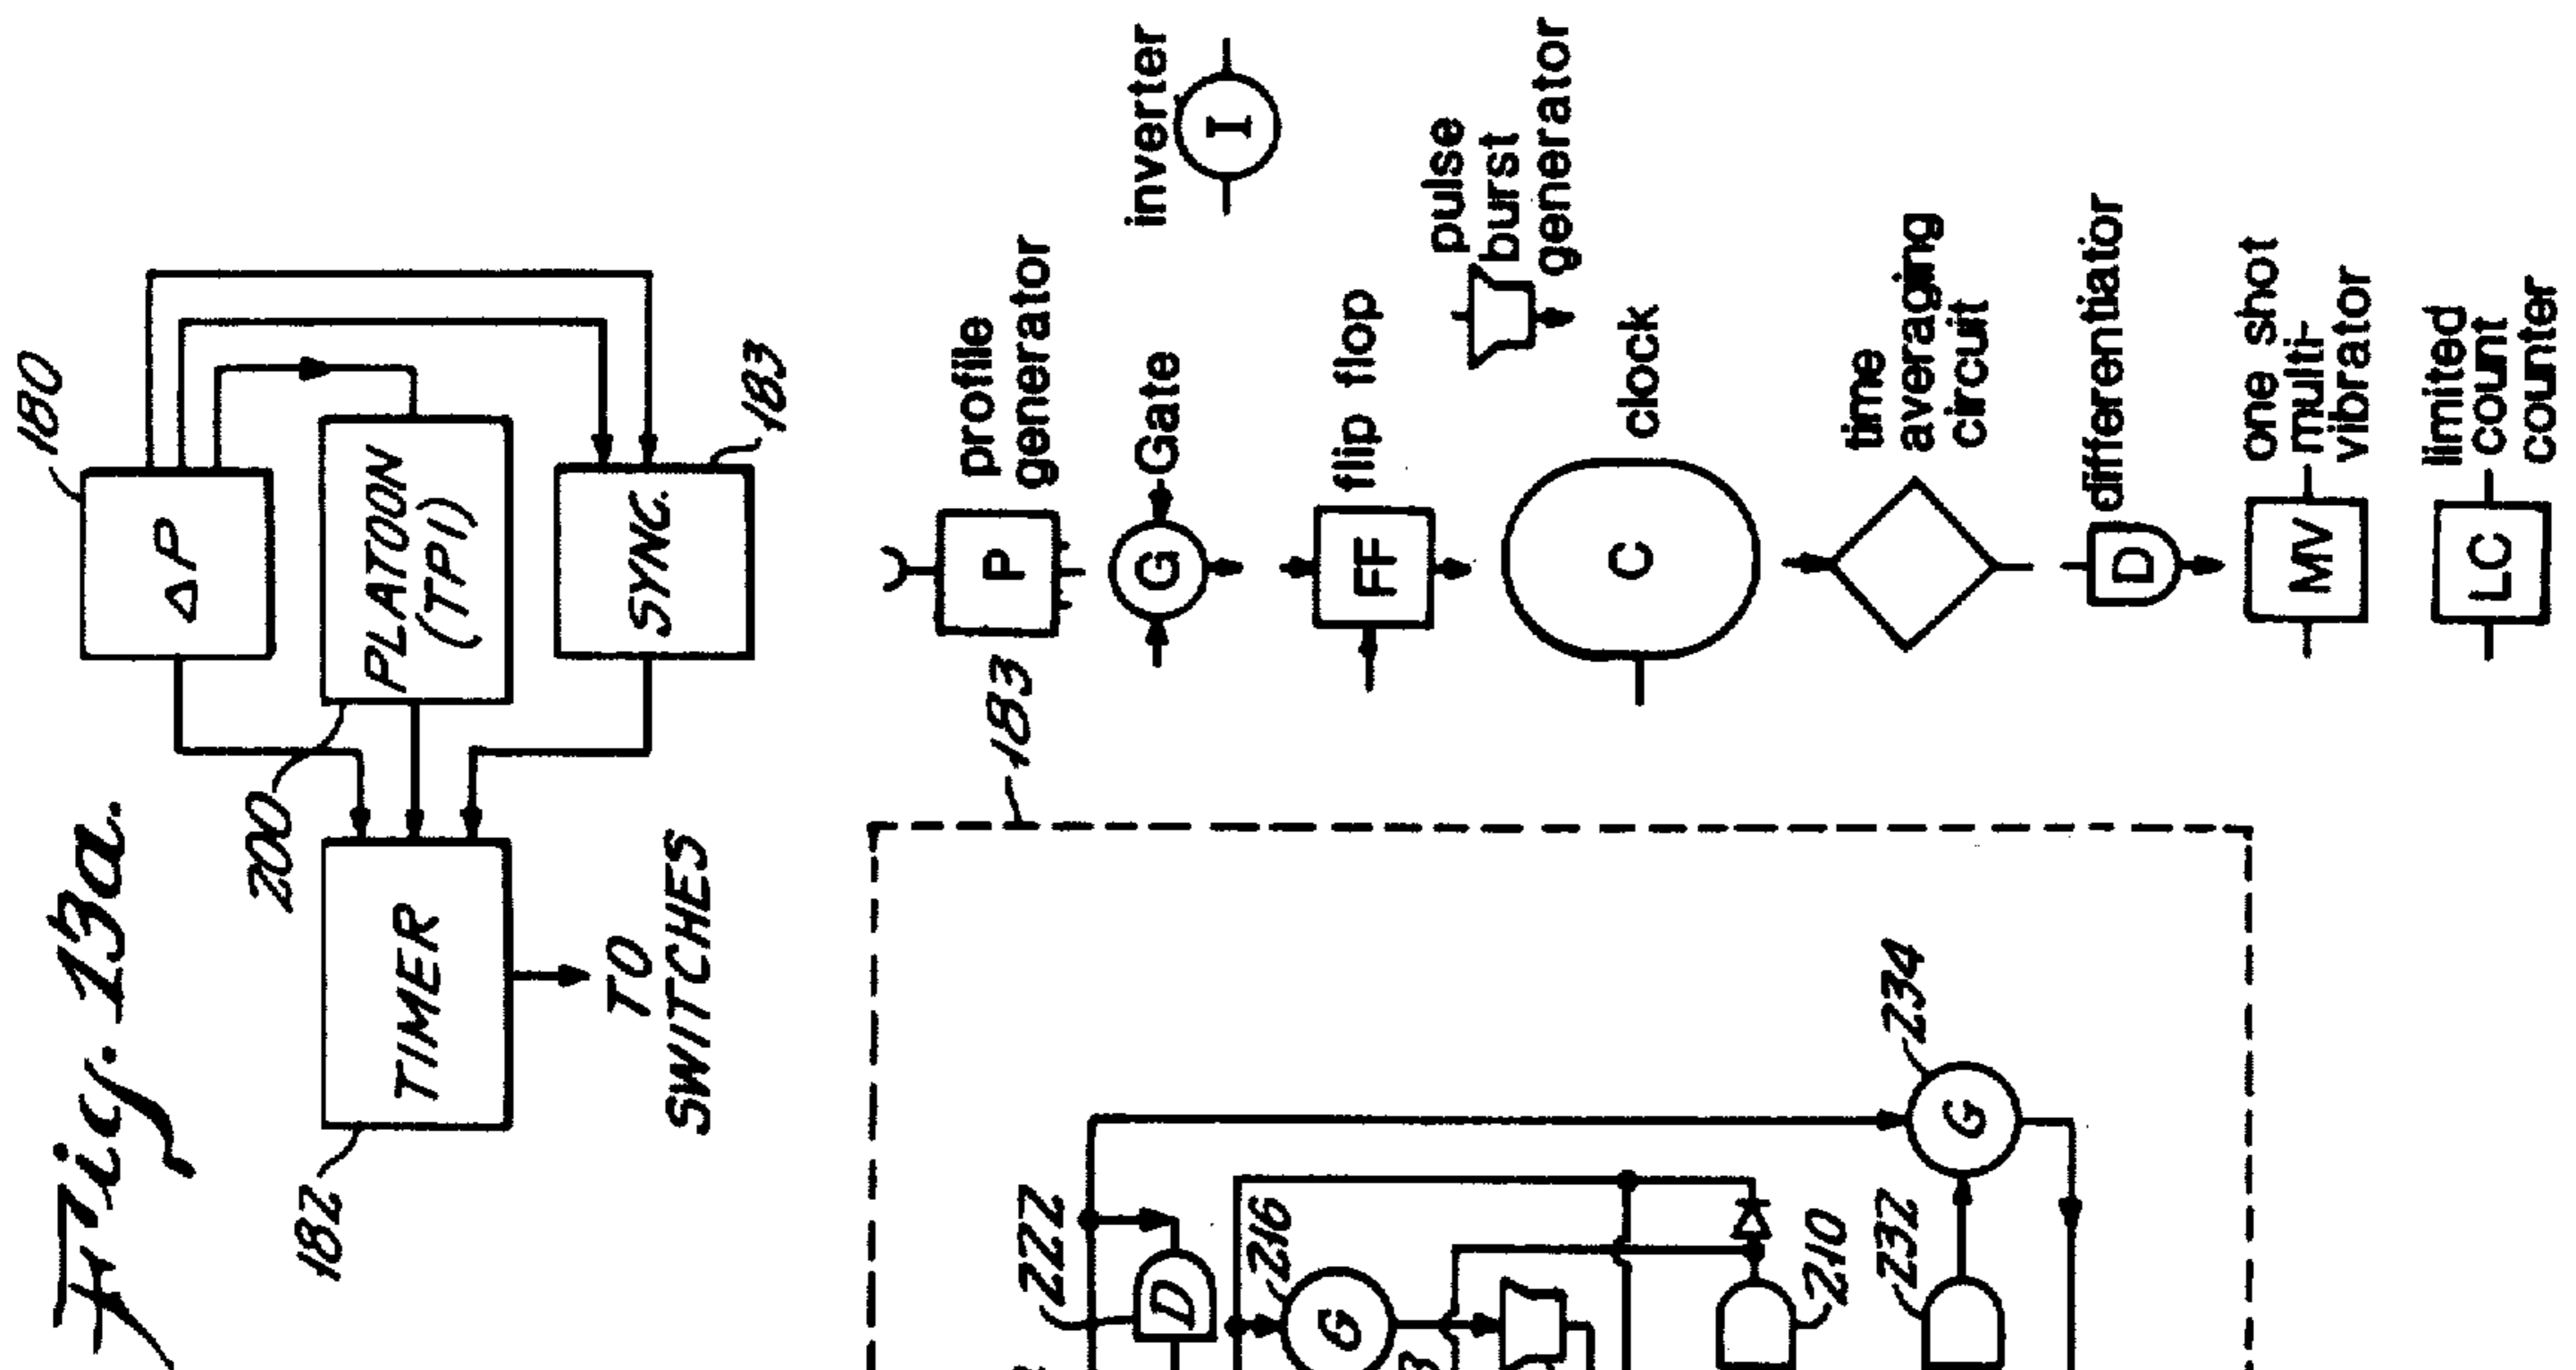 Fig. 13a.
180
ΔP
PLATOON
(TPI)
SYNC.
183
200
TIMER
182
TO
SWITCHES
inverter
I
profile
generator
P
Gate
G
pulse
burst
generator
flip flop
FF
clock
C
time
averaging
circuit
differentiator
D
one shot
multi-
vibrator
MV
limited
count
counter
LC
183
222
D
216
G
210
232
234
G